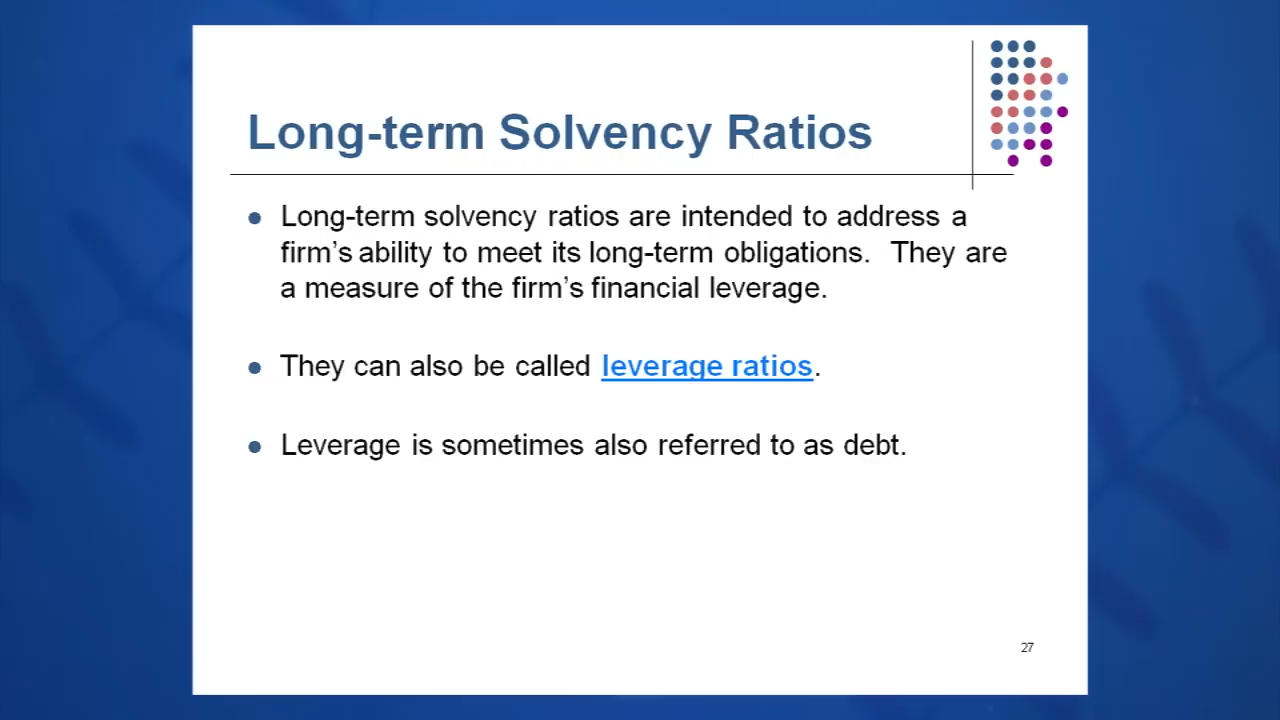 Long-term Solvency Ratios
Long-term solvency ratios are intended to address a
firm's ability to meet its long-term obligations.  They are
a measure of the firm's financial leverage.
They can also be called leverage ratios.
Leverage is sometimes also referred to as debt.
27